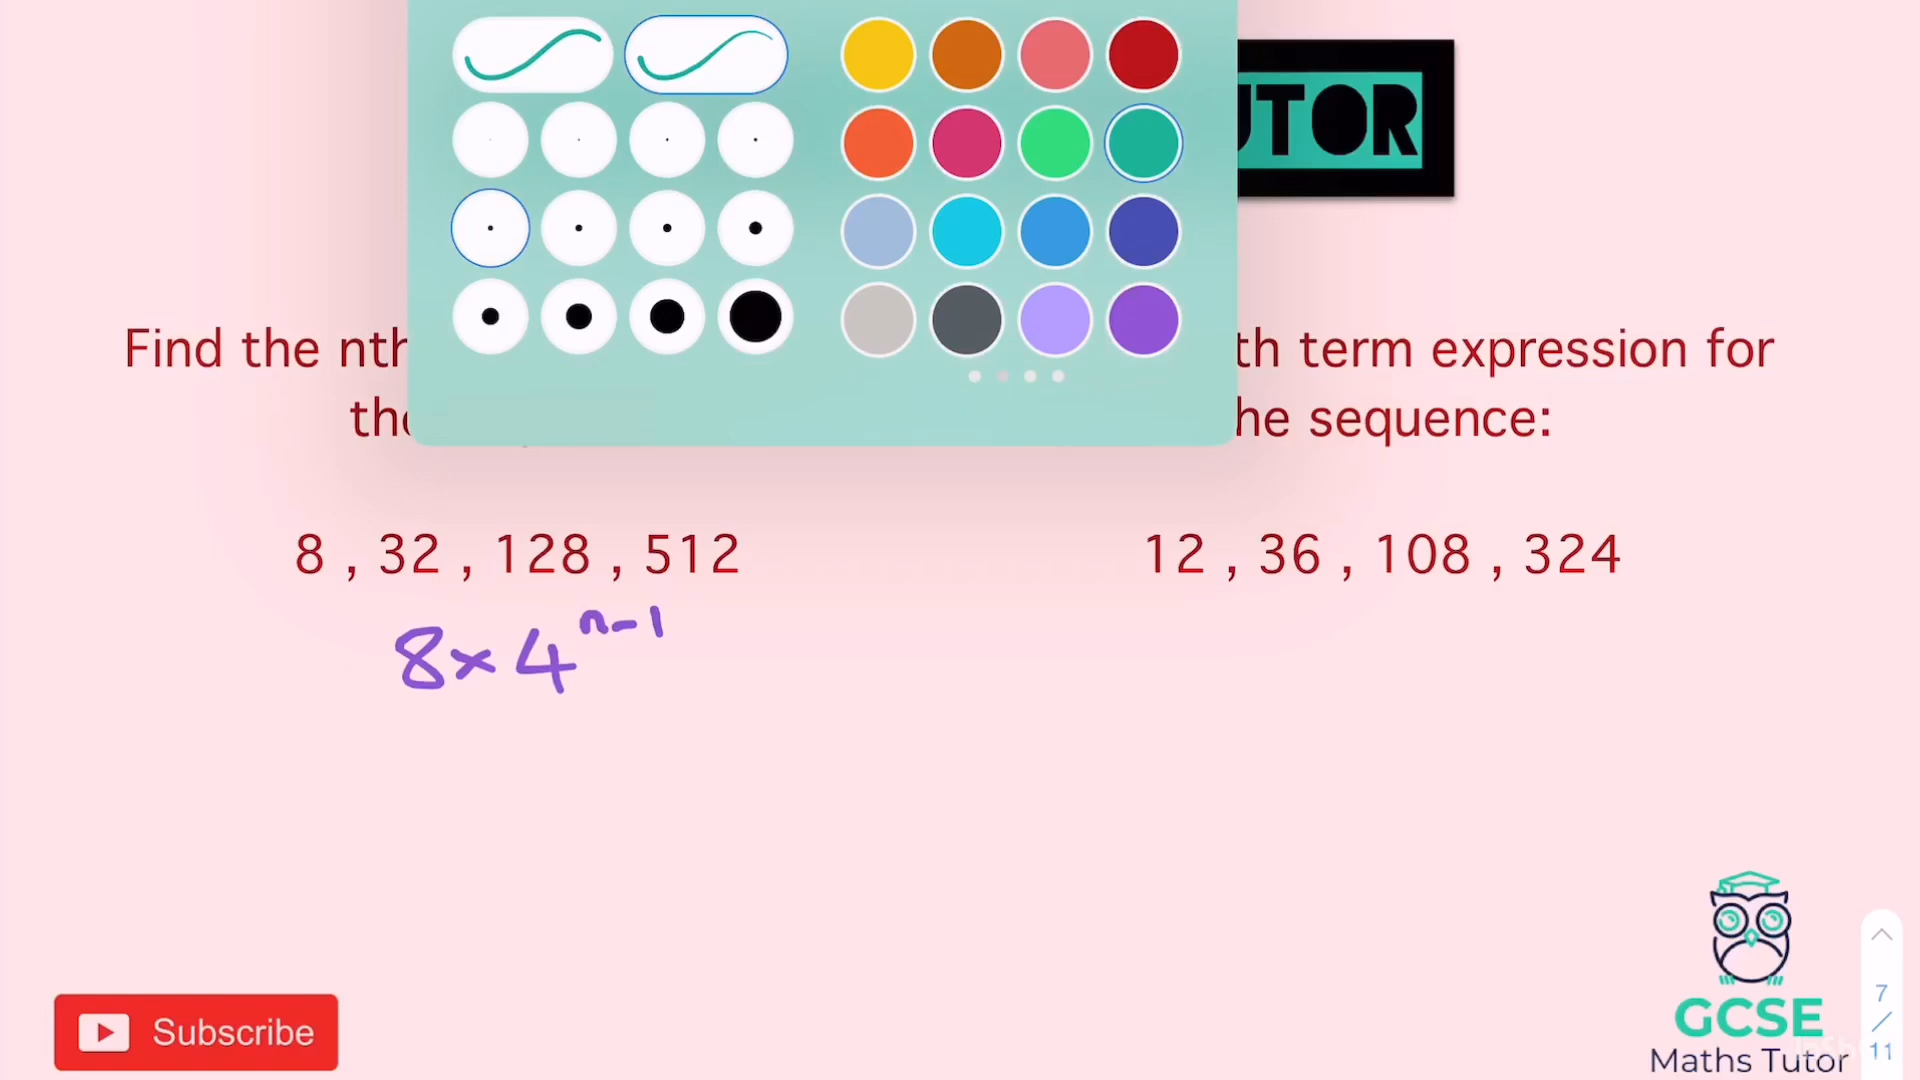 UTOR
Find the nth
th term expression for
the
he sequence:
8 , 32 , 128 , 512
12 , 36 , 108 , 324
8 × 4^{n-1}
GCSE
Maths Tutor
7
/
11
Subscribe